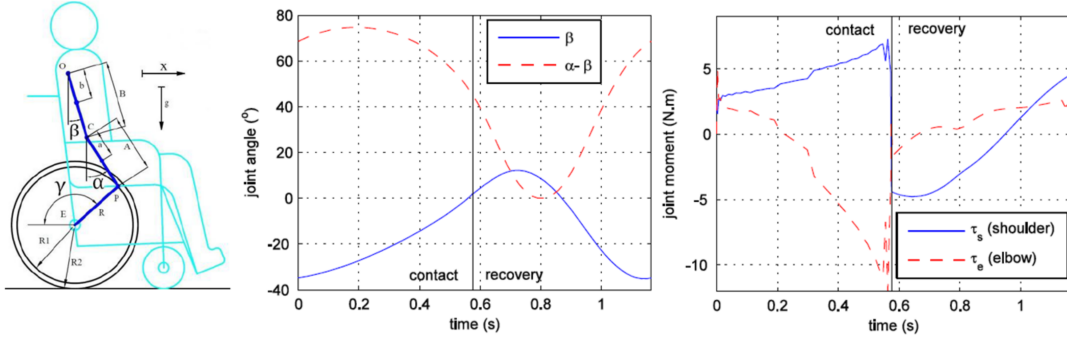 O
X
b
B
g
β
C
a
A
γ
α
P
E
R
R1
R2
joint angle (°)
80
60
40
20
0
-20
-40
β
α- β
contact
recovery
0
0.2
0.4
0.6
0.8
1
time (s)
joint moment (N.m)
contact
recovery
5
0
-5
-10
τs (shoulder)
τe (elbow)
0
0.2
0.4
0.6
0.8
1
time (s)